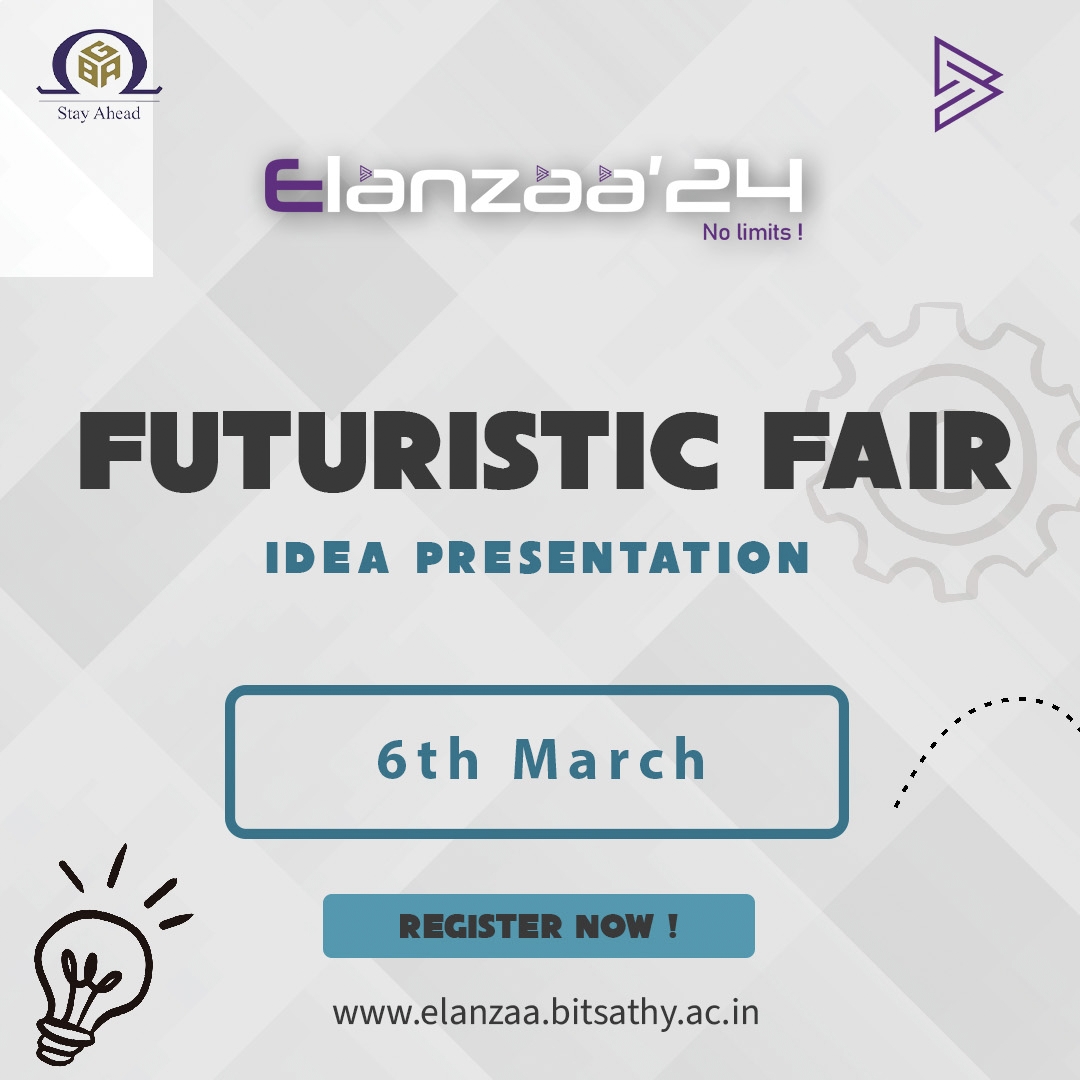 GBA
Stay Ahead
Elanzaa'24
No limits !
FUTURISTIC FAIR
IDEA PRESENTATION
6th March
REGISTER NOW !
www.elanzaa.bitsathy.ac.in